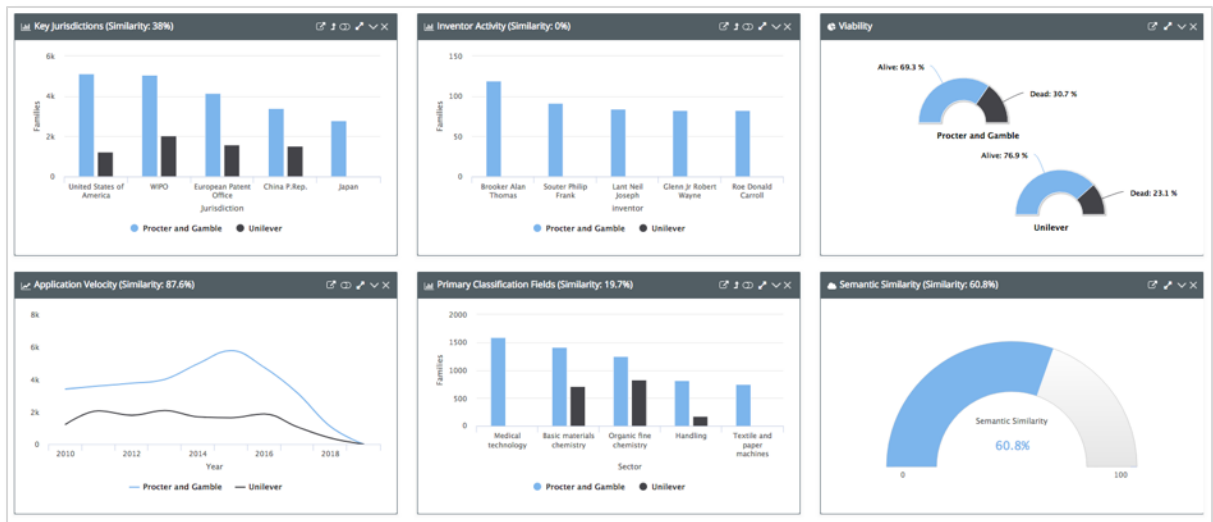 Key Jurisdictions (Similarity: 38%)
6k
4k
2k
0
Families
United States of America
WIPO
European Patent Office
China P.Rep.
Japan
Jurisdiction
Procter and Gamble
Unilever
Inventor Activity (Similarity: 0%)
150
100
50
0
Families
Brooker Alan Thomas
Souter Philip Frank
Lant Neil Joseph
Glenn Jr Robert Wayne
Roe Donald Carroll
inventor
Procter and Gamble
Unilever
Viability
Alive: 69.3 %
Dead: 30.7 %
Procter and Gamble
Alive: 76.9 %
Dead: 23.1 %
Unilever
Application Velocity (Similarity: 87.6%)
8k
6k
4k
2k
0
2010
2012
2014
2016
2018
Year
Procter and Gamble
Unilever
Primary Classification Fields (Similarity: 19.7%)
2000
1500
1000
500
0
Families
Medical technology
Basic materials chemistry
Organic fine chemistry
Handling
Textile and paper machines
Sector
Procter and Gamble
Unilever
Semantic Similarity (Similarity: 60.8%)
Semantic Similarity
60.8%
0
100